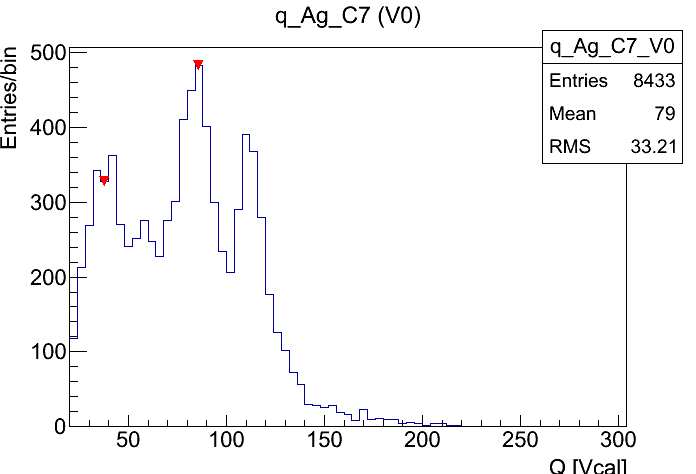 q_Ag_C7 (V0)
q_Ag_C7_V0
Entries 8433
Mean 79
RMS 33.21
Entries/bin
500
400
300
200
100
0
50 100 150 200 250 300
Q [Vcal]